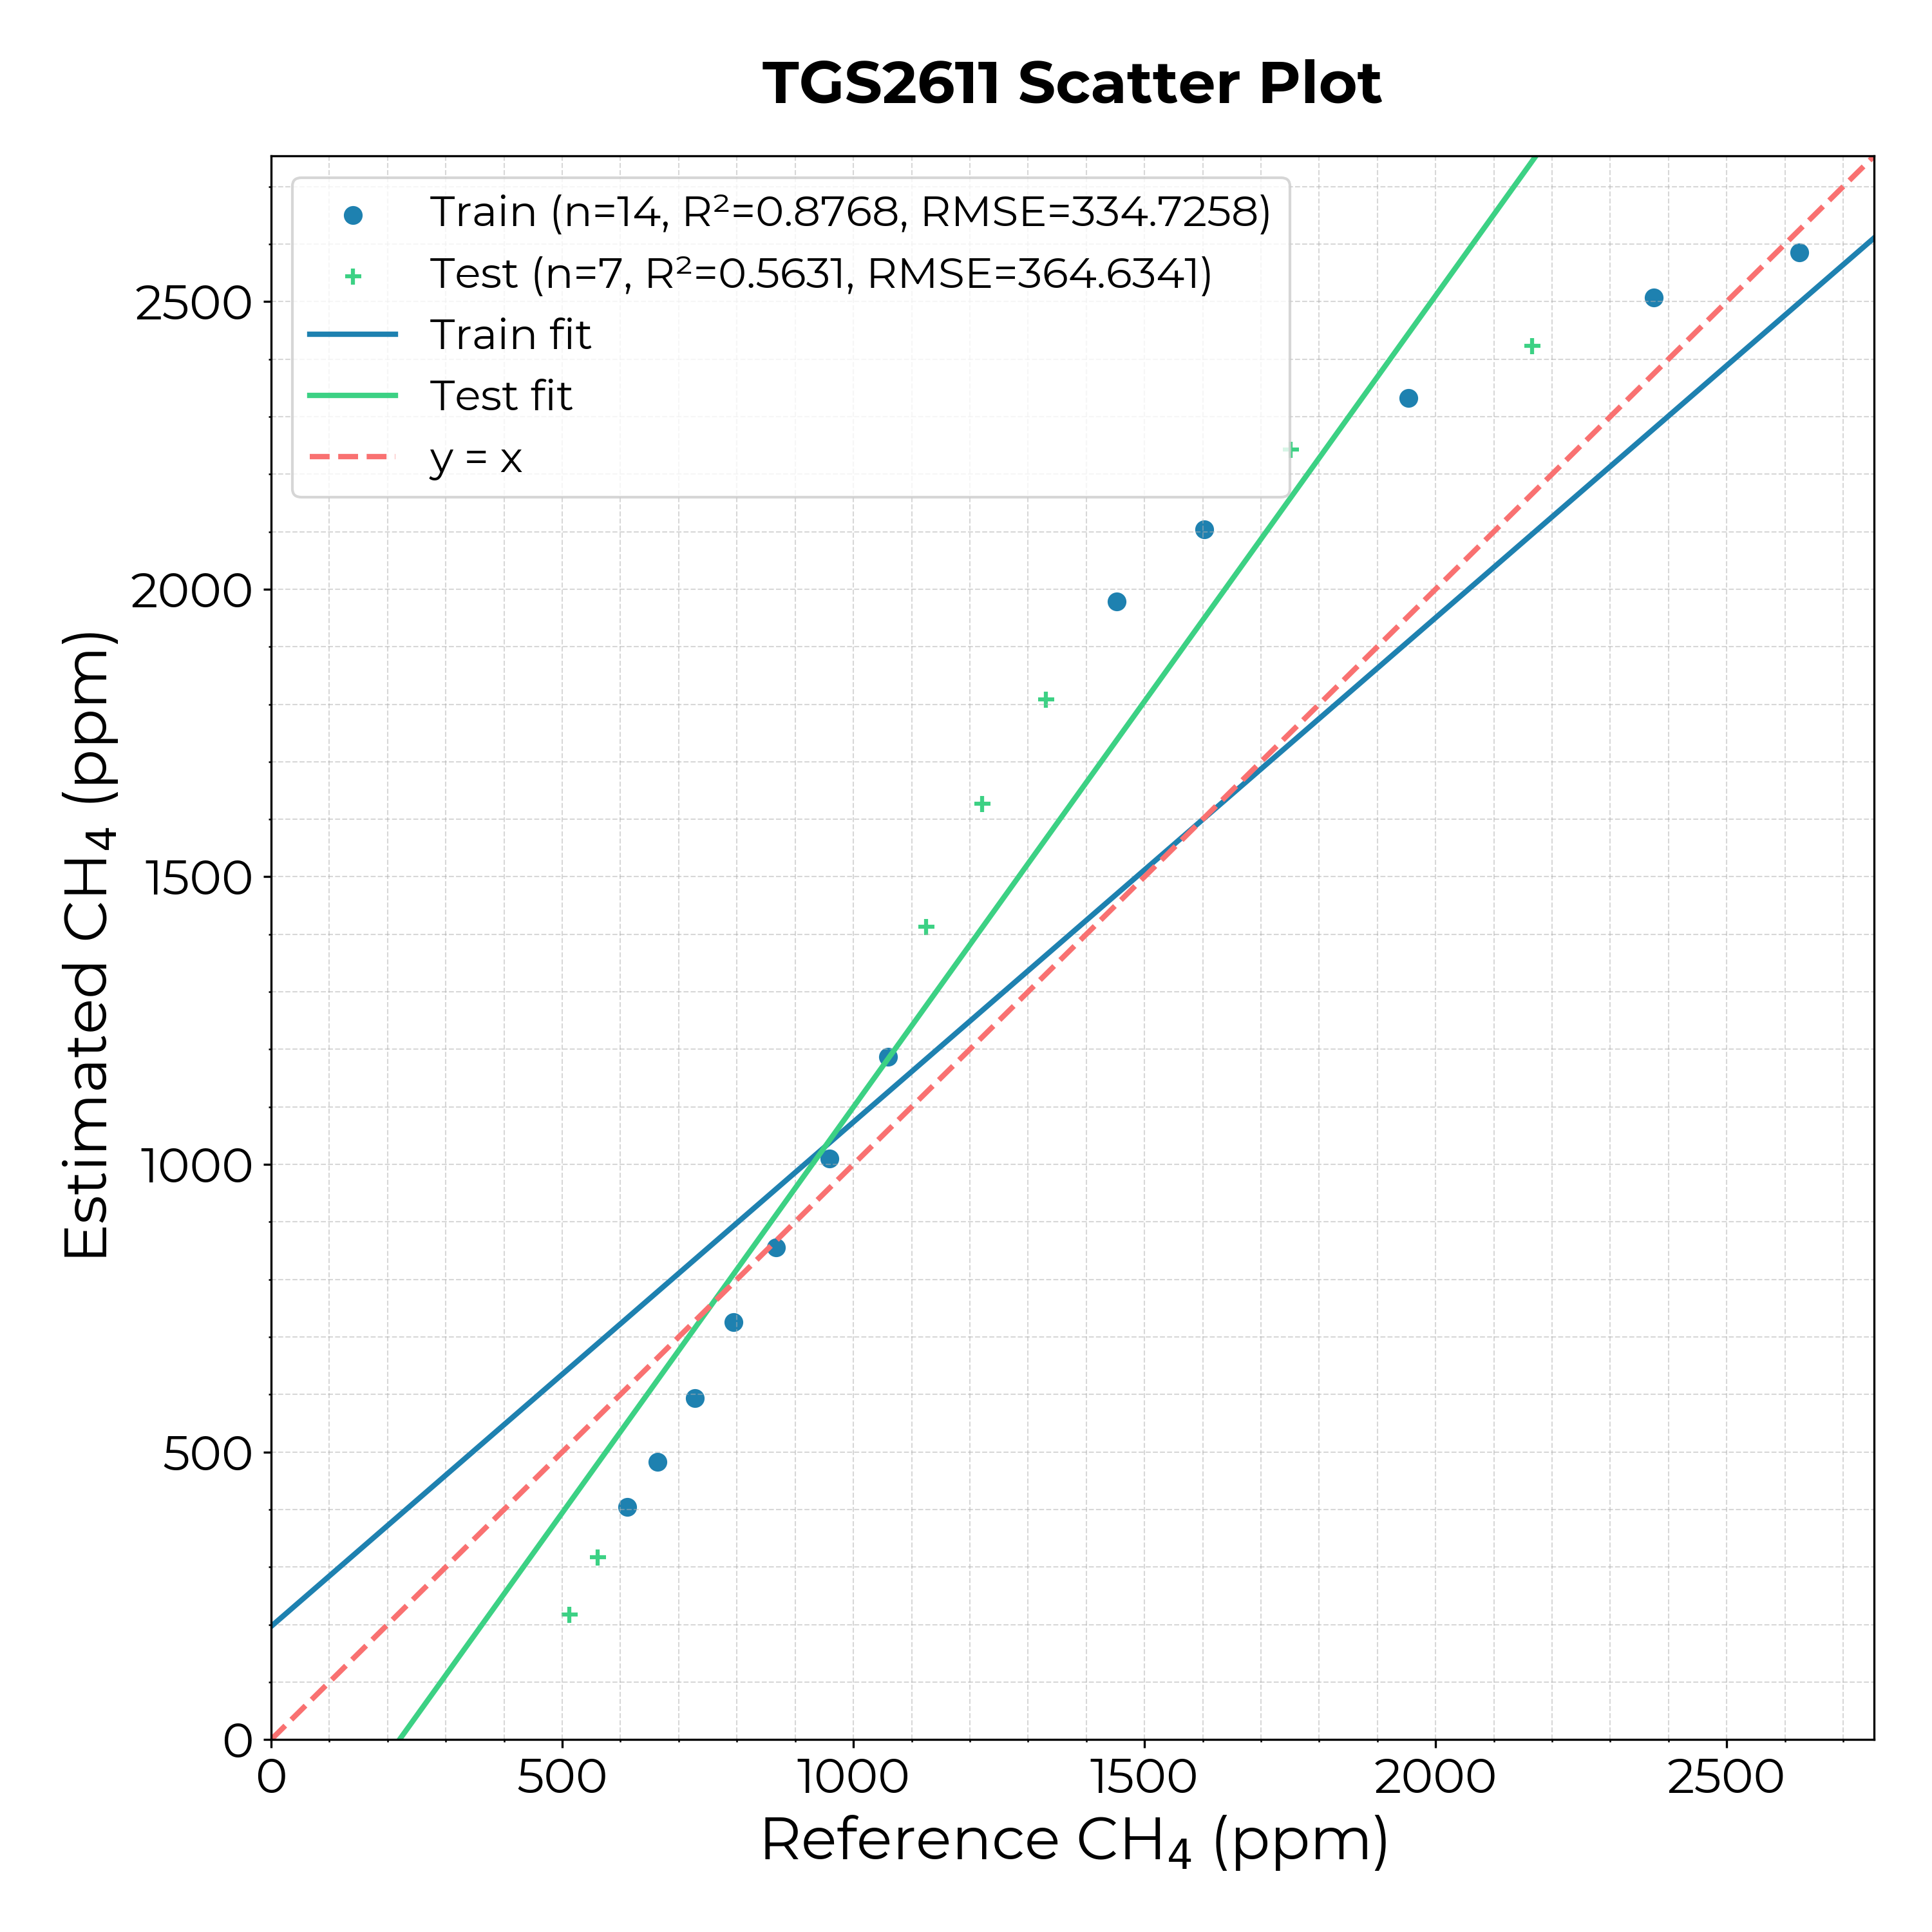 TGS2611 Scatter Plot
Train (n=14, R²=0.8768, RMSE=334.7258)
Test (n=7, R²=0.5631, RMSE=364.6341)
Train fit
Test fit
y = x
2500
2000
1500
1000
500
0
Estimated CH₄ (ppm)
0 500 1000 1500 2000 2500
Reference CH₄ (ppm)